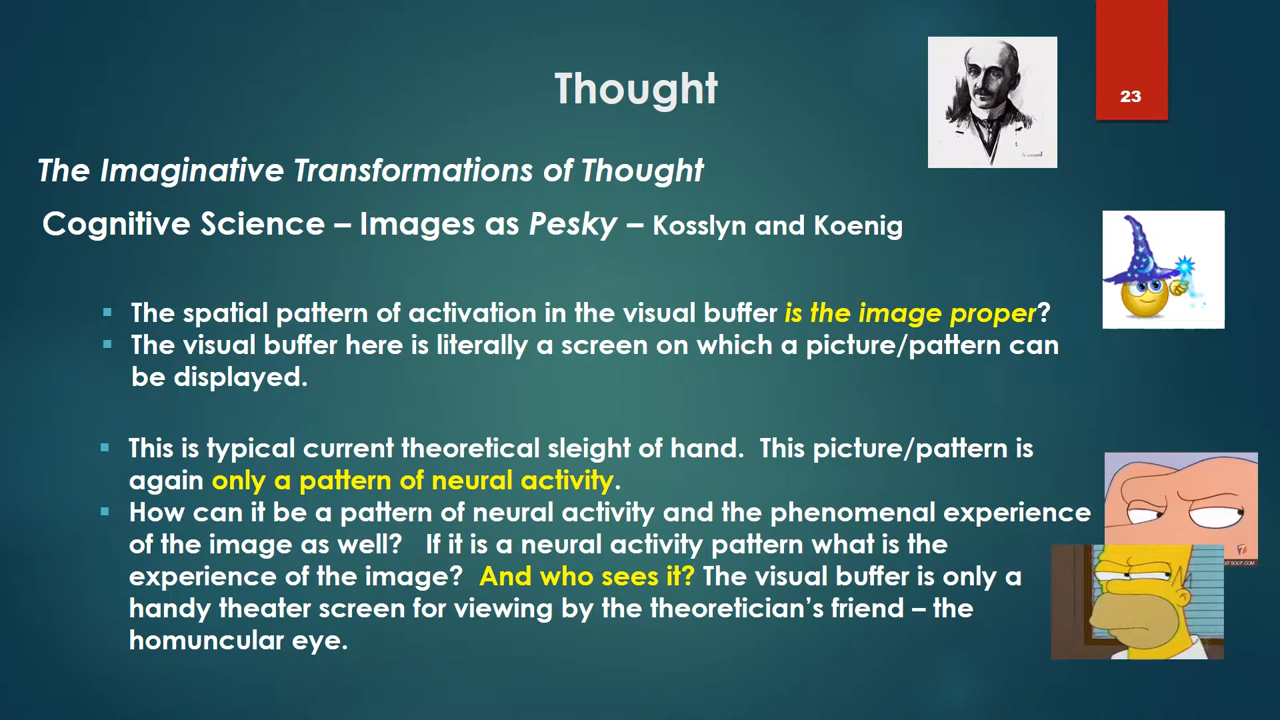 Thought
23
The Imaginative Transformations of Thought
Cognitive Science – Images as Pesky – Kosslyn and Koenig
The spatial pattern of activation in the visual buffer is the image proper?
The visual buffer here is literally a screen on which a picture/pattern can
be displayed.
This is typical current theoretical sleight of hand. This picture/pattern is
again only a pattern of neural activity.
How can it be a pattern of neural activity and the phenomenal experience
of the image as well? If it is a neural activity pattern what is the
experience of the image? And who sees it? The visual buffer is only a
handy theater screen for viewing by the theoretician's friend – the
homuncular eye.